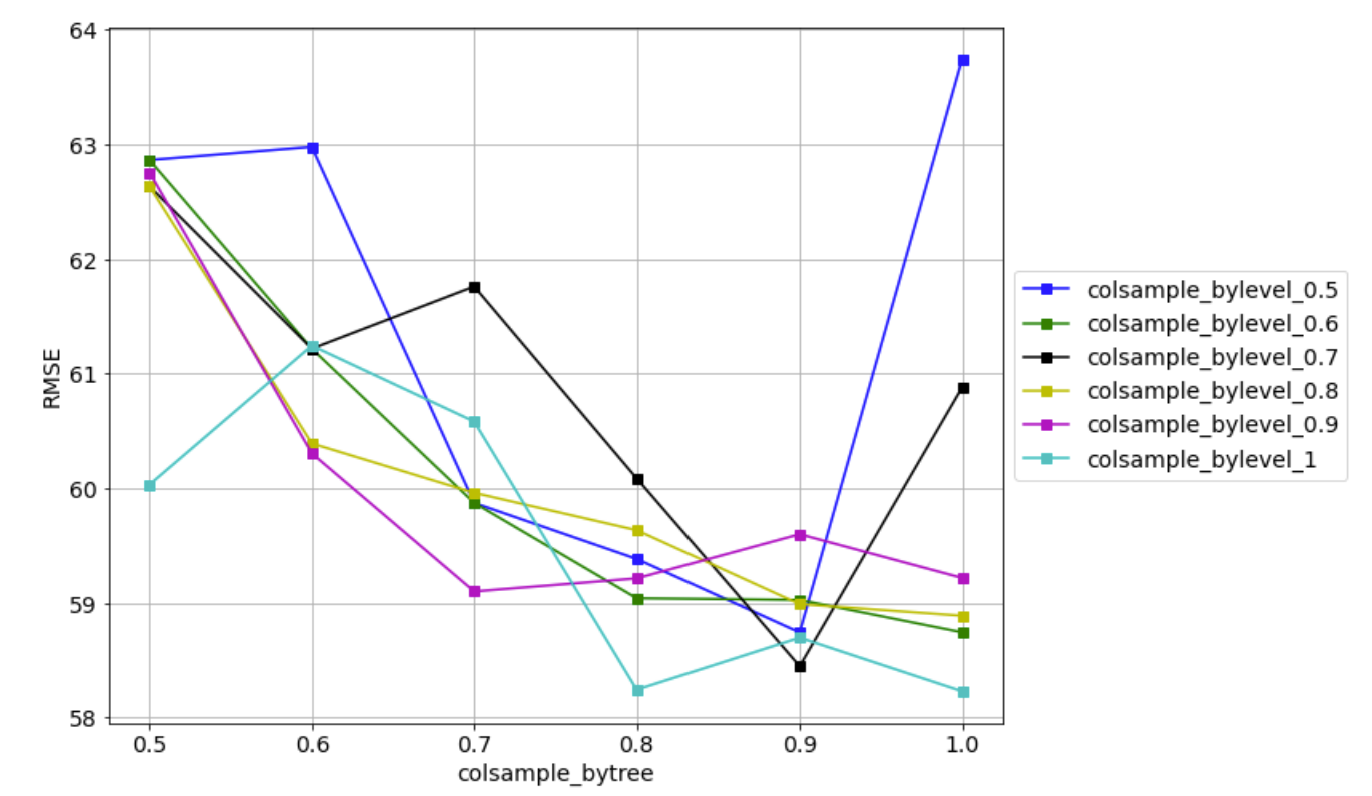 64
63
62
61
60
59
58
RMSE
0.5 0.6 0.7 0.8 0.9 1.0
colsample_bytree
colsample_bylevel_0.5
colsample_bylevel_0.6
colsample_bylevel_0.7
colsample_bylevel_0.8
colsample_bylevel_0.9
colsample_bylevel_1